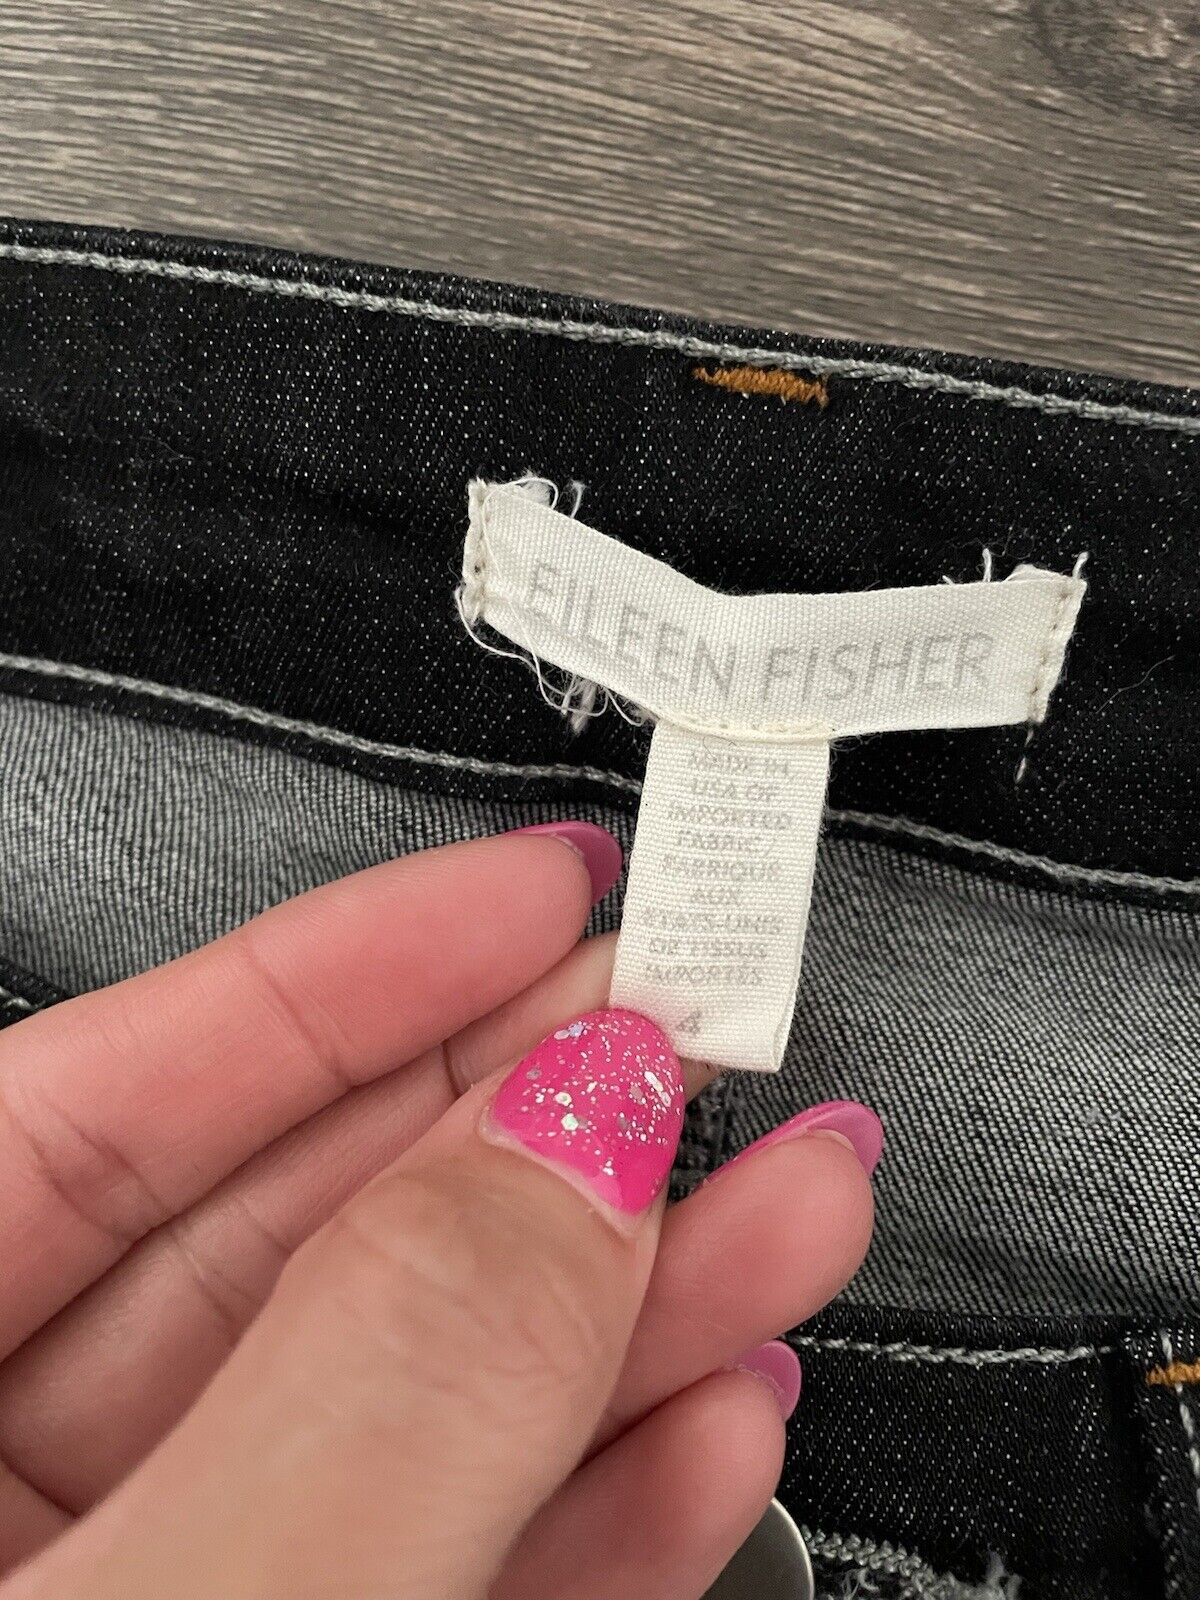 EILEEN FISHER
MADE IN
USA OF
IMPORTED
FABRIC/
FABRIQUÉ
AUX
ÉTATS-UNIS
DE TISSUS
IMPORTÉS
4